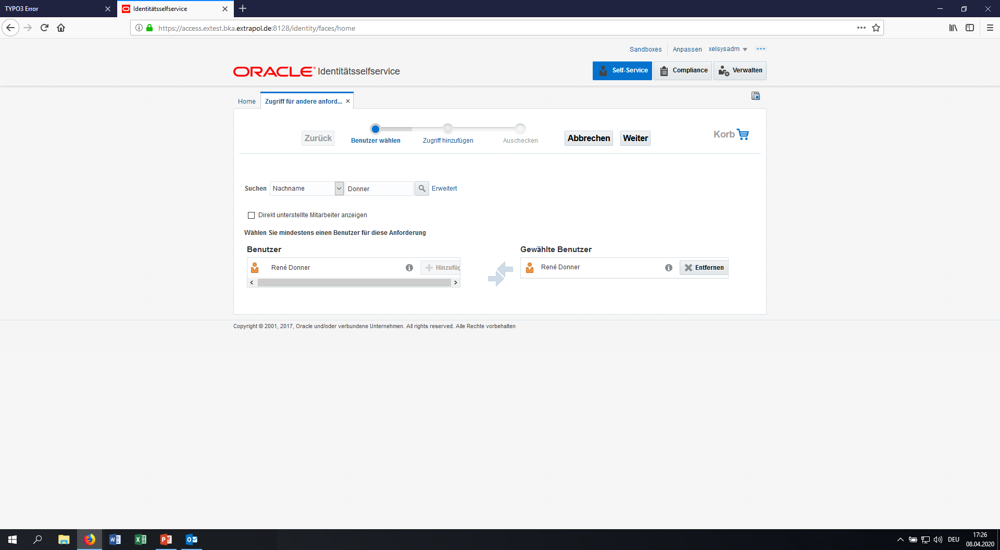 TYPO3 Error
Identitätsselfservice
https://access.extest.bka.extrapol.de:8128/identity/faces/home
Sandboxes
Anpassen
xelsysadm
ORACLE Identitätsselfservice
Self-Service
Compliance
Verwalten
Home
Zugriff für andere anford...
Zurück
Benutzer wählen
Zugriff hinzufügen
Auschecken
Abbrechen
Weiter
Korb
Suchen
Nachname
Donner
Erweitert
Direkt unterstellte Mitarbeiter anzeigen
Wählen Sie mindestens einen Benutzer für diese Anforderung
Benutzer
Gewählte Benutzer
René Donner
Hinzufüg
René Donner
Entfernen
Copyright © 2001, 2017, Oracle und/oder verbundene Unternehmen. All rights reserved. Alle Rechte vorbehalten
DEU
17:26
08.04.2020